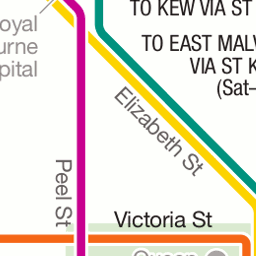 TO KEW VIA ST
TO EAST MAL
VIA ST K
(Sat–
oyal
urne
pital
Elizabeth St
Peel St
Victoria St
Queen